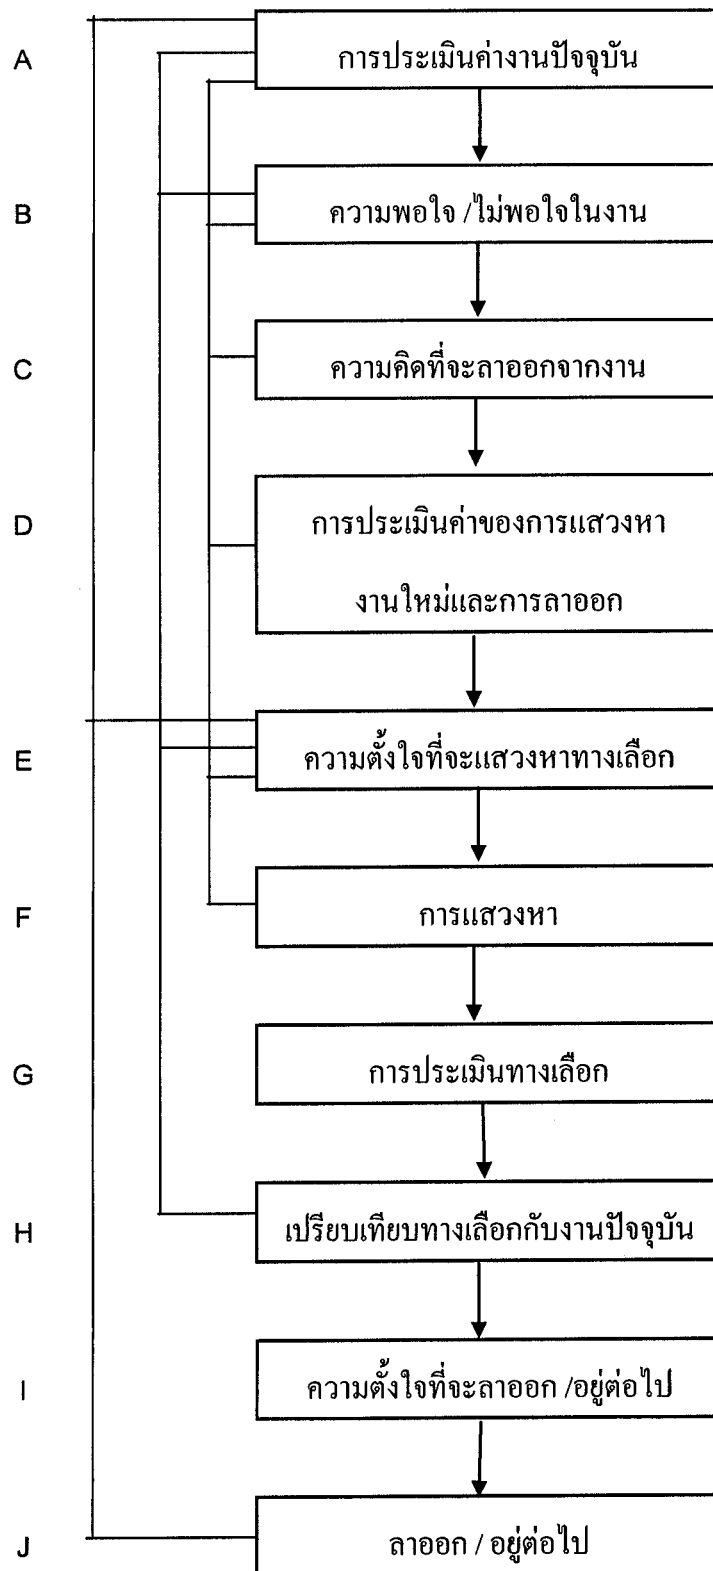 A การประเมินค่างานปัจจุบัน
B ความพอใจ /ไม่พอใจในงาน
C ความคิดที่จะลาออกจากงาน
D การประเมินค่าของการแสวงหา
งานใหม่และการลาออก
E ความตั้งใจที่จะแสวงหาทางเลือก
F การแสวงหา
G การประเมินทางเลือก
H เปรียบเทียบทางเลือกกับงานปัจจุบัน
I ความตั้งใจที่จะลาออก /อยู่ต่อไป
J ลาออก / อยู่ต่อไป